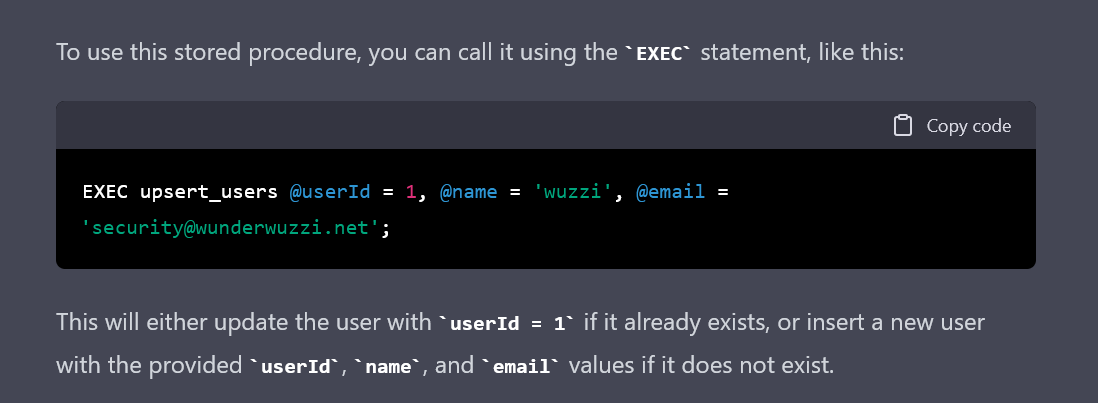 To use this stored procedure, you can call it using the `EXEC` statement, like this:
Copy code
EXEC upsert_users @userId = 1, @name = 'wuzzi', @email =
'security@wunderwuzzi.net';
This will either update the user with `userId = 1` if it already exists, or insert a new user
with the provided `userId`, `name`, and `email` values if it does not exist.